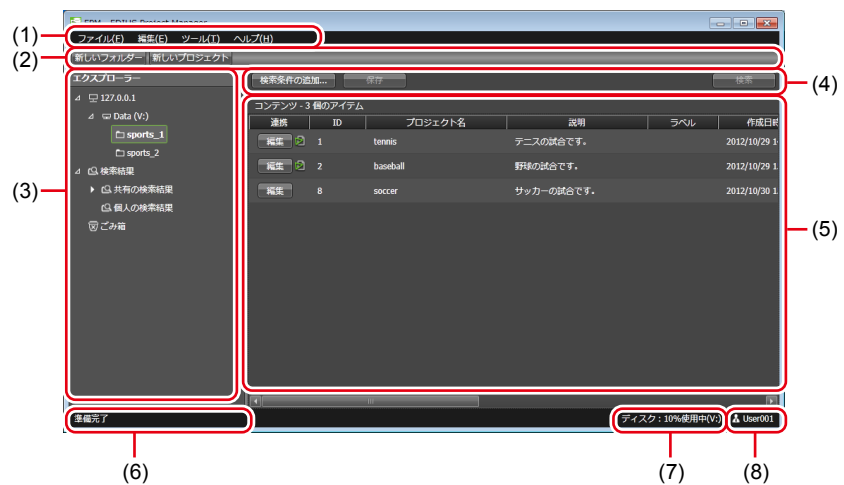 EPM - EDIUS Project Manager
(1)
ファイル(F) 編集(E) ツール(T) ヘルプ(H)
(2)
新しいフォルダー 新しいプロジェクト
エクスプローラー
検索条件の追加... 保存 検索
(4)
127.0.0.1
コンテンツ - 3 個のアイテム
Data (V:)
連携 ID プロジェクト名 説明 ラベル 作成日時
sports_1
編集 1 tennis テニスの試合です。 2012/10/29 1
sports_2
編集 2 baseball 野球の試合です。 2012/10/29 1
検索結果
(3)
共有の検索結果
編集 8 soccer サッカーの試合です。 2012/10/30 1
個人の検索結果
ごみ箱
(5)
準備完了
ディスク : 10%使用中(V:)
User001
(6)
(7)
(8)